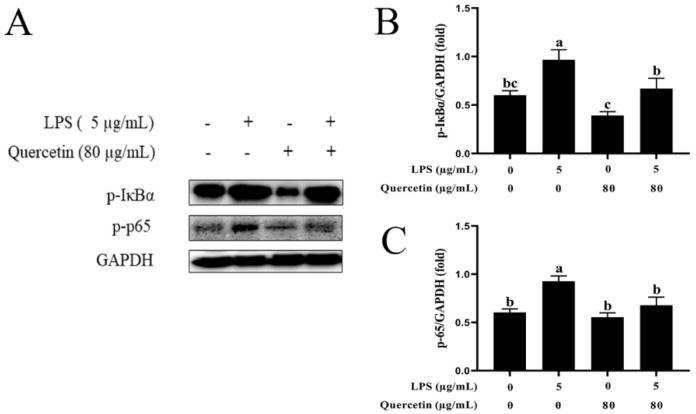 A
LPS ( 5 μg/mL) - + - +
Quercetin (80 μg/mL) - - + +
p-IκBα
p-p65
GAPDH
B
p-IκBα/GAPDH (fold)
1.5
1.0
0.5
0.0
bc a c b
LPS (μg/mL) 0 5 0 5
Quercetin (μg/mL) 0 0 80 80
C
p-65/GAPDH (fold)
1.5
1.0
0.5
0.0
b a b b
LPS (μg/mL) 0 5 0 5
Quercetin (μg/mL) 0 0 80 80